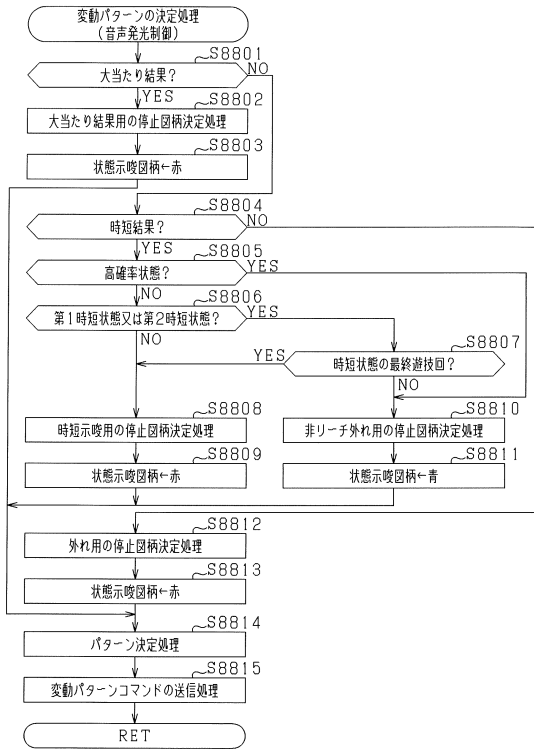 変動パターンの決定処理
(音声発光制御)
S8801
大当たり結果?
NO
YES
S8802
大当たり結果用の停止図柄決定処理
S8803
状態示唆図柄←赤
S8804
時短結果?
NO
YES
S8805
高確率状態?
YES
NO
S8806
第1時短状態又は第2時短状態?
YES
NO
S8807
時短状態の最終遊技回?
YES
NO
S8808
時短示唆用の停止図柄決定処理
S8809
状態示唆図柄←赤
S8810
非リーチ外れ用の停止図柄決定処理
S8811
状態示唆図柄←青
S8812
外れ用の停止図柄決定処理
S8813
状態示唆図柄←赤
S8814
パターン決定処理
S8815
変動パターンコマンドの送信処理
RET